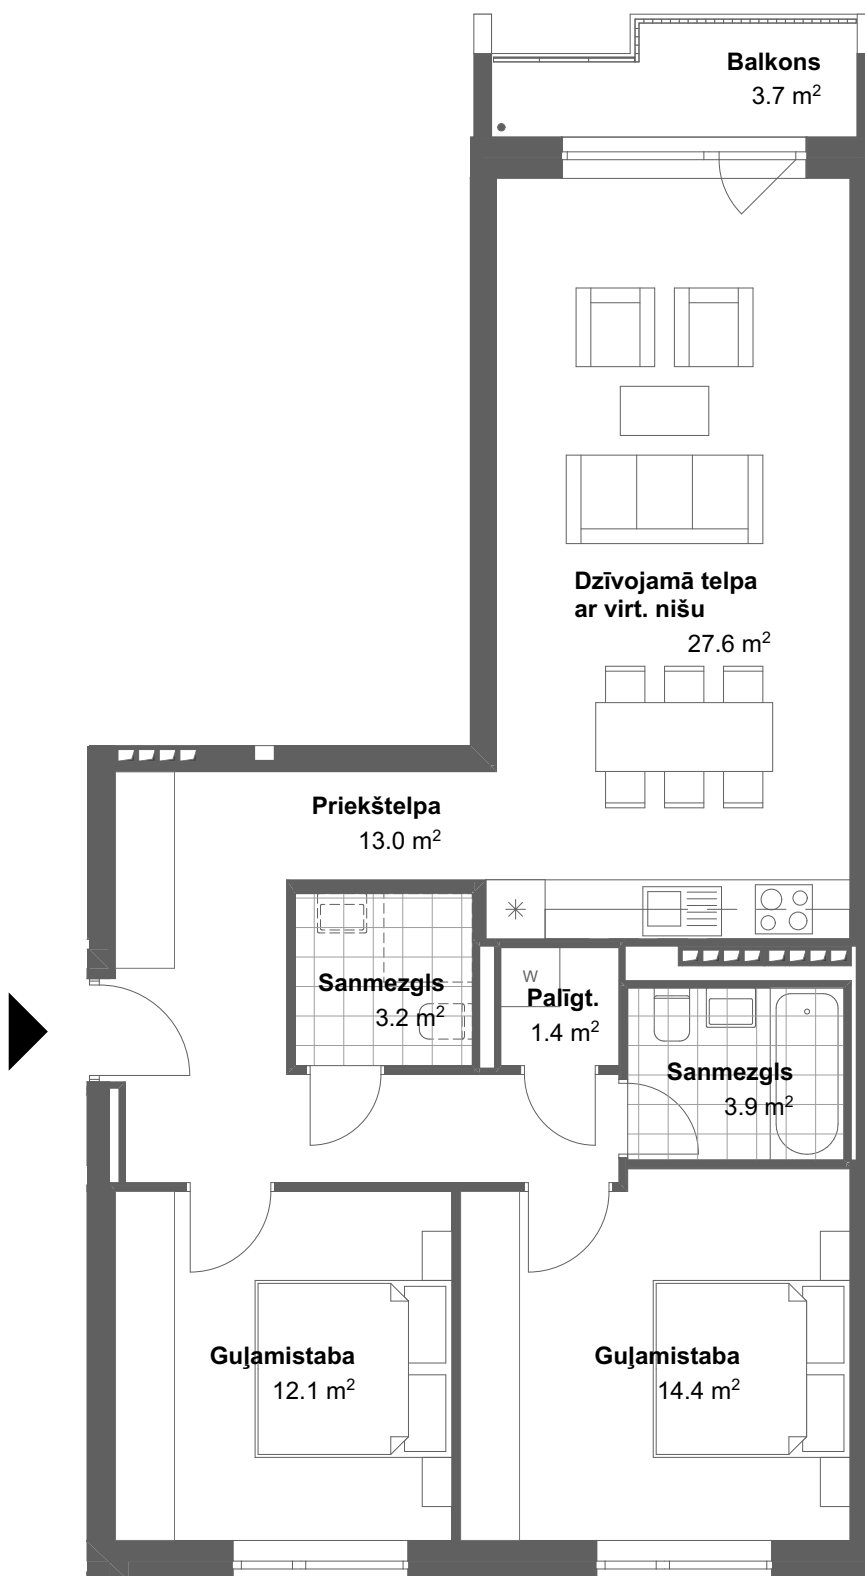 Balkons
3.7 m²
Dzīvojamā telpa
ar virt. nišu
27.6 m²
Priekštelpa
13.0 m²
Sanmezgls
3.2 m²
W
Palīgt.
1.4 m²
Sanmezgls
3.9 m²
Guļamistaba
12.1 m²
Guļamistaba
14.4 m²